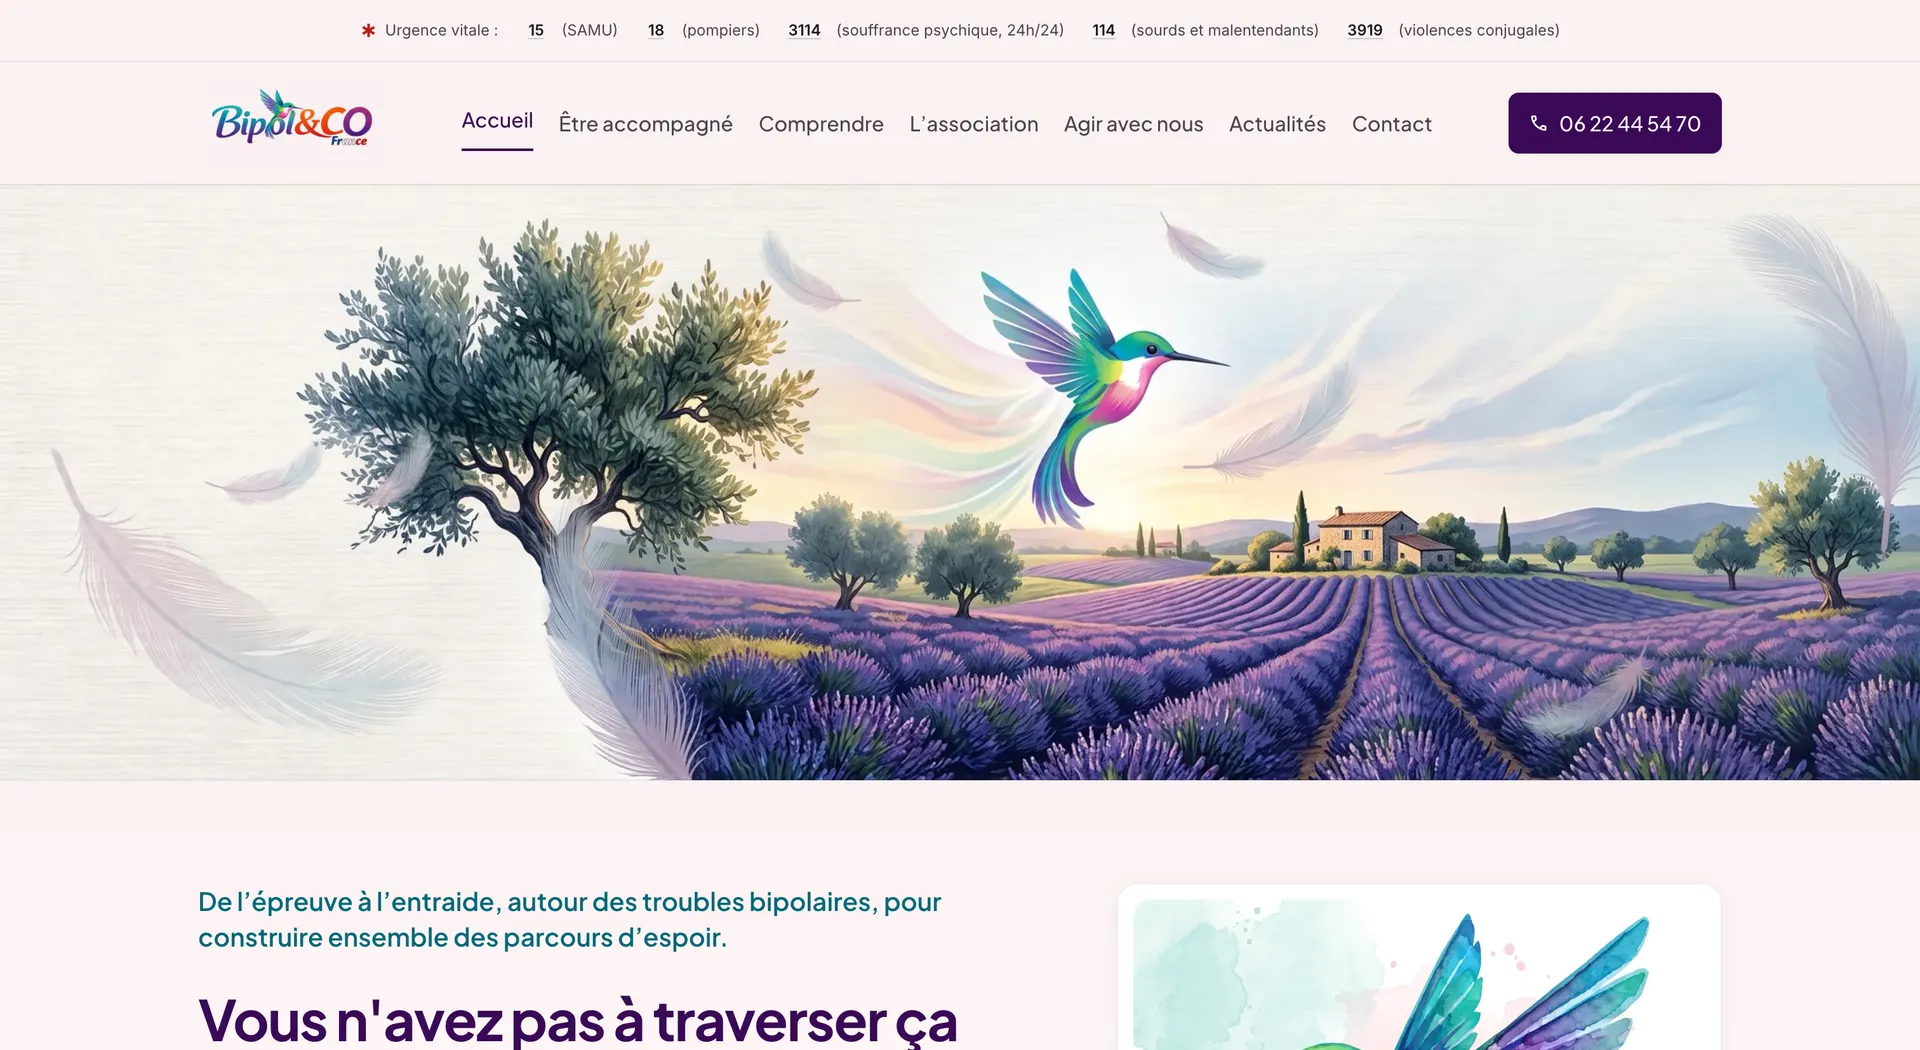 Urgence vitale : 15 (SAMU) 18 (pompiers) 3114 (souffrance psychique, 24h/24) 114 (sourds et malentendants) 3919 (violences conjugales)
Bipol&CO
France
Accueil Être accompagné Comprendre L’association Agir avec nous Actualités Contact
06 22 44 54 70
De l’épreuve à l’entraide, autour des troubles bipolaires, pour
construire ensemble des parcours d’espoir.
Vous n'avez pas à traverser ça